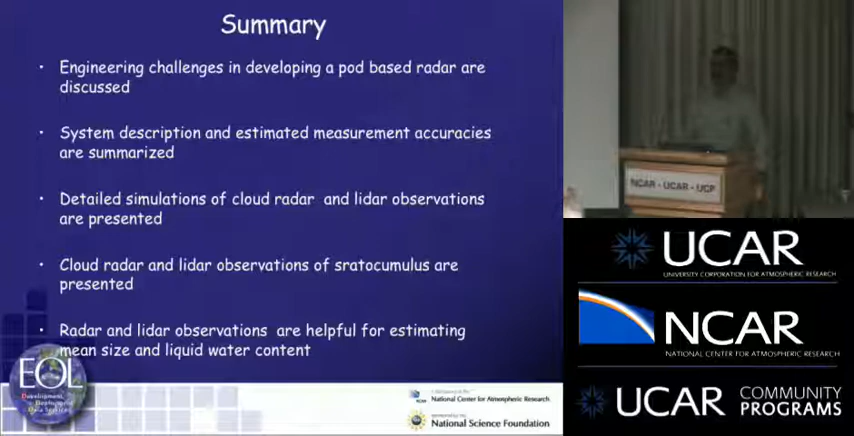 Summary
• Engineering challenges in developing a pod based radar are
discussed
• System description and estimated measurement accuracies
are summarized
• Detailed simulations of cloud radar and lidar observations
are presented
• Cloud radar and lidar observations of sratocumulus are
presented
• Radar and lidar observations are helpful for estimating
mean size and liquid water content
EOL
Development,
Deployment,
Data Services
National Center for Atmospheric Research
National Science Foundation
NCAR - UCAR - UCP
UCAR
UNIVERSITY CORPORATION FOR ATMOSPHERIC RESEARCH
NCAR
NATIONAL CENTER FOR ATMOSPHERIC RESEARCH
UCAR COMMUNITY
PROGRAMS